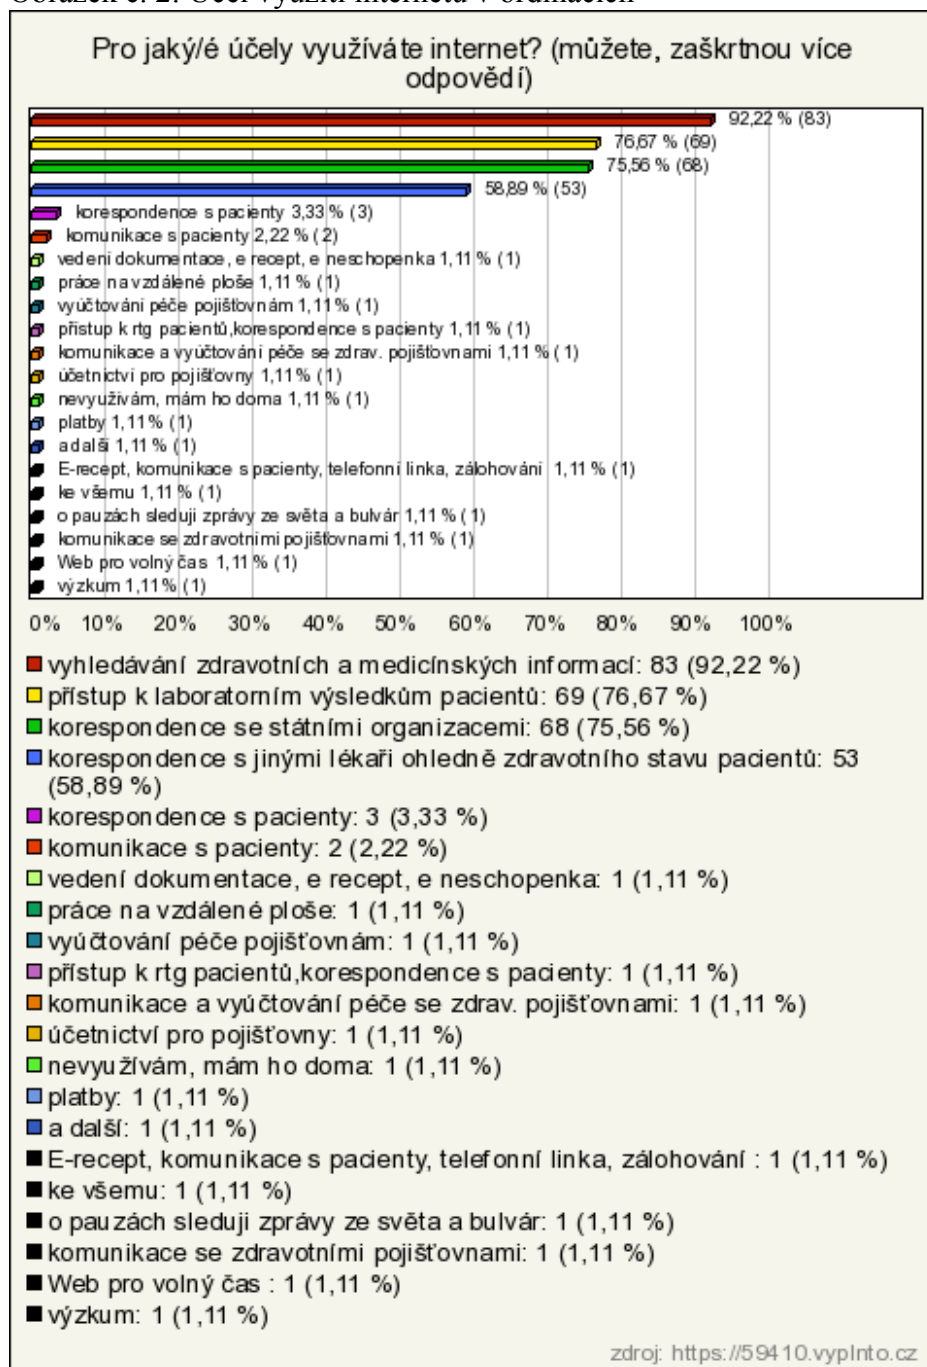 Obrázek č. 2: Účel využití internetu v ordinacích
Pro jaký/é účely využíváte internet? (můžete, zaškrtnou více
odpovědí)
92,22 % (83)
76,67 % (69)
75,56 % (68)
58,89 % (53)
korespondence s pacienty 3,33 % (3)
komunikace s pacienty 2,22 % (2)
vedení dokumentace, e recept, e neschopenka 1,11 % (1)
práce na vzdálené ploše 1,11 % (1)
vyúčtování péče pojišťovnám 1,11 % (1)
přístup k rtg pacientů,korespondence s pacienty 1,11 % (1)
komunikace a vyúčtování péče se zdrav. pojišťovnami 1,11 % (1)
účetnictví pro pojišťovny 1,11 % (1)
nevyužívám, mám ho doma 1,11 % (1)
platby 1,11 % (1)
a další 1,11 % (1)
E-recept, komunikace s pacienty, telefonní linka, zálohování 1,11 % (1)
ke všemu 1,11 % (1)
o pauzách sleduji zprávy ze světa a bulvár 1,11 % (1)
komunikace se zdravotními pojišťovnami 1,11 % (1)
Web pro volný čas 1,11 % (1)
výzkum 1,11 % (1)
0% 10% 20% 30% 40% 50% 60% 70% 80% 90% 100%
vyhledávání zdravotních a medicínských informací: 83 (92,22 %)
přístup k laboratorním výsledkům pacientů: 69 (76,67 %)
korespondence se státními organizacemi: 68 (75,56 %)
korespondence s jinými lékaři ohledně zdravotního stavu pacientů: 53
(58,89 %)
korespondence s pacienty: 3 (3,33 %)
komunikace s pacienty: 2 (2,22 %)
vedení dokumentace, e recept, e neschopenka: 1 (1,11 %)
práce na vzdálené ploše: 1 (1,11 %)
vyúčtování péče pojišťovnám: 1 (1,11 %)
přístup k rtg pacientů,korespondence s pacienty: 1 (1,11 %)
komunikace a vyúčtování péče se zdrav. pojišťovnami: 1 (1,11 %)
účetnictví pro pojišťovny: 1 (1,11 %)
nevyužívám, mám ho doma: 1 (1,11 %)
platby: 1 (1,11 %)
a další: 1 (1,11 %)
E-recept, komunikace s pacienty, telefonní linka, zálohování : 1 (1,11 %)
ke všemu: 1 (1,11 %)
o pauzách sleduji zprávy ze světa a bulvár: 1 (1,11 %)
komunikace se zdravotními pojišťovnami: 1 (1,11 %)
Web pro volný čas : 1 (1,11 %)
výzkum: 1 (1,11 %)
zdroj: https://59410.vyplnto.cz